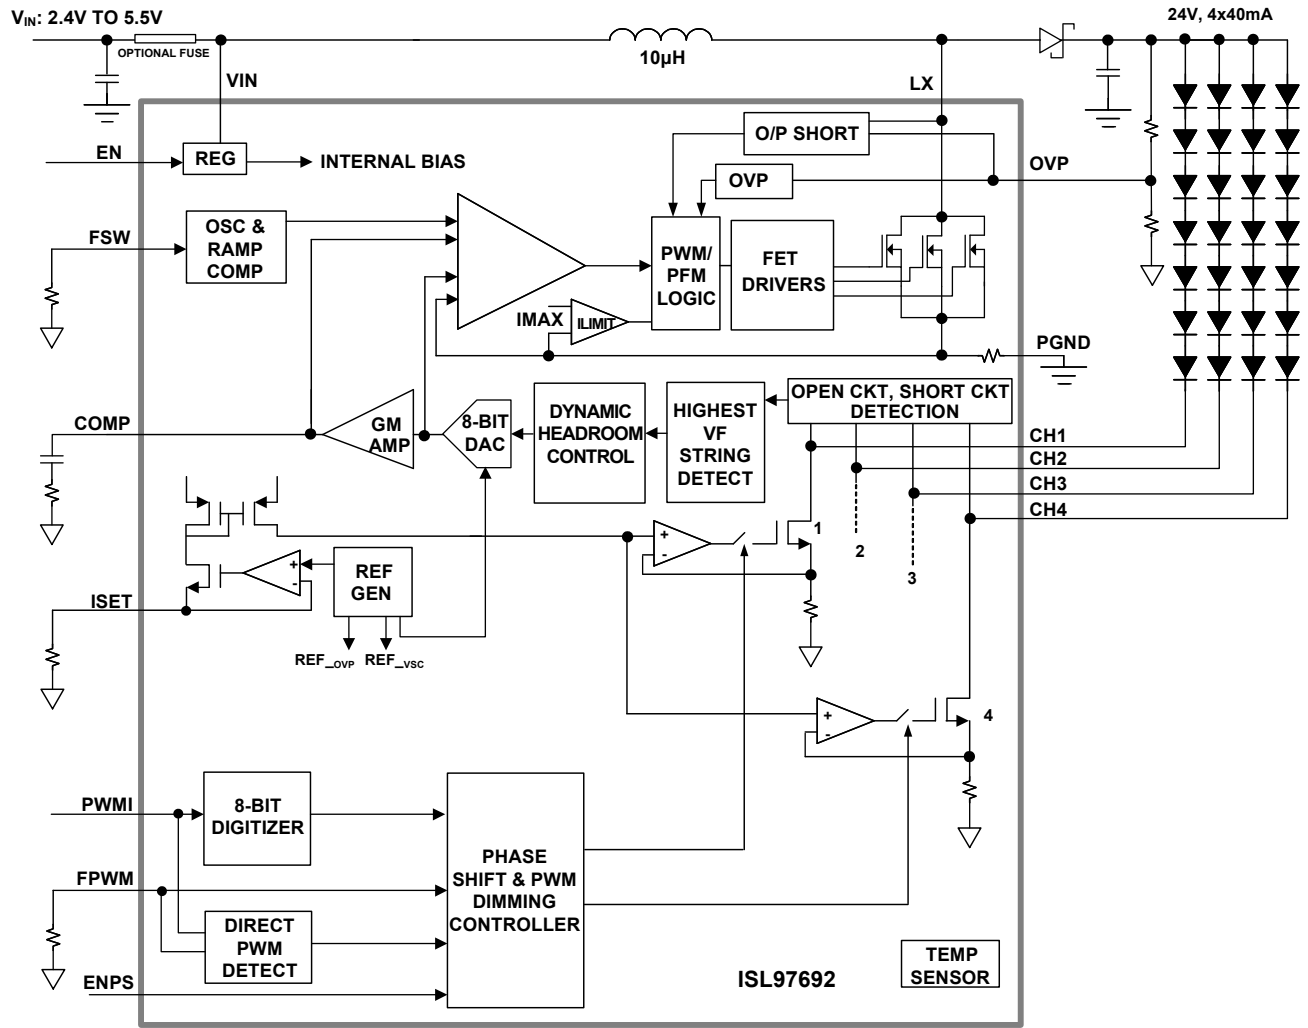 VIN: 2.4V TO 5.5V
24V, 4x40mA
OPTIONAL FUSE
10µH
VIN
LX
O/P SHORT
EN
REG
INTERNAL BIAS
OVP
OVP
FSW
OSC &
RAMP
COMP
PWM/
PFM
LOGIC
FET
DRIVERS
IMAX
ILIMIT
PGND
OPEN CKT, SHORT CKT
DETECTION
COMP
GM
AMP
8-BIT
DAC
DYNAMIC
HEADROOM
CONTROL
HIGHEST
VF
STRING
DETECT
CH1
CH2
CH3
CH4
+
-
1
2
3
+
-
REF
GEN
ISET
REF_OVP
REF_VSC
+
-
4
PWMI
8-BIT
DIGITIZER
PHASE
SHIFT & PWM
DIMMING
CONTROLLER
FPWM
DIRECT
PWM
DETECT
ENPS
ISL97692
TEMP
SENSOR